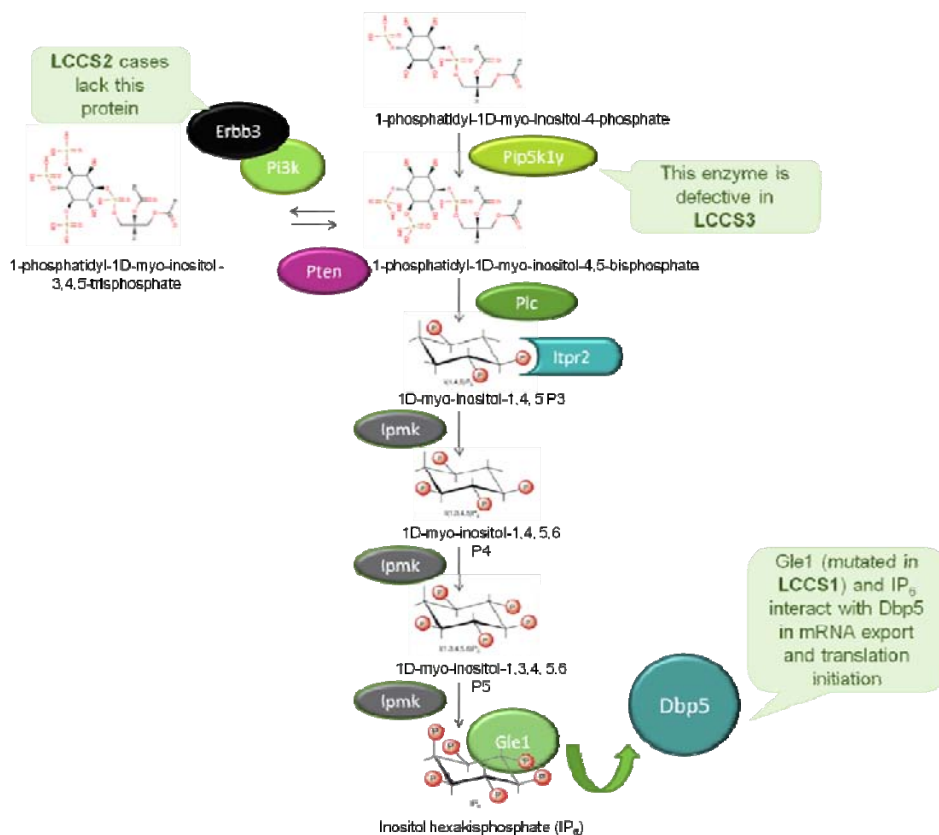 LCCS2 cases
lack this
protein
Erbb3
Pi3k
1-phosphatidyl-1D-myo-inositol-4-phosphate
Pip5k1y
This enzyme is
defective in
LCCS3
1-phosphatidyl-1D-myo-inositol-
3,4,5-trisphosphate
Pten
1-phosphatidyl-1D-myo-inositol-4,5-bisphosphate
Plc
P
P
P
Itpr2
1D-myo-inositol-1,4, 5 P3
Ipmk
P
P
P
P
1D-myo-inositol-1,4, 5,6
P4
Ipmk
P
P
P
P
P
1D-myo-inositol-1,3,4, 5,6
P5
Ipmk
Gle1
P
P
P
P
P
P
IP6
Inositol hexakisphosphate (IP6)
Dbp5
Gle1 (mutated in
LCCS1) and IP6
interact with Dbp5
in mRNA export
and translation
initiation